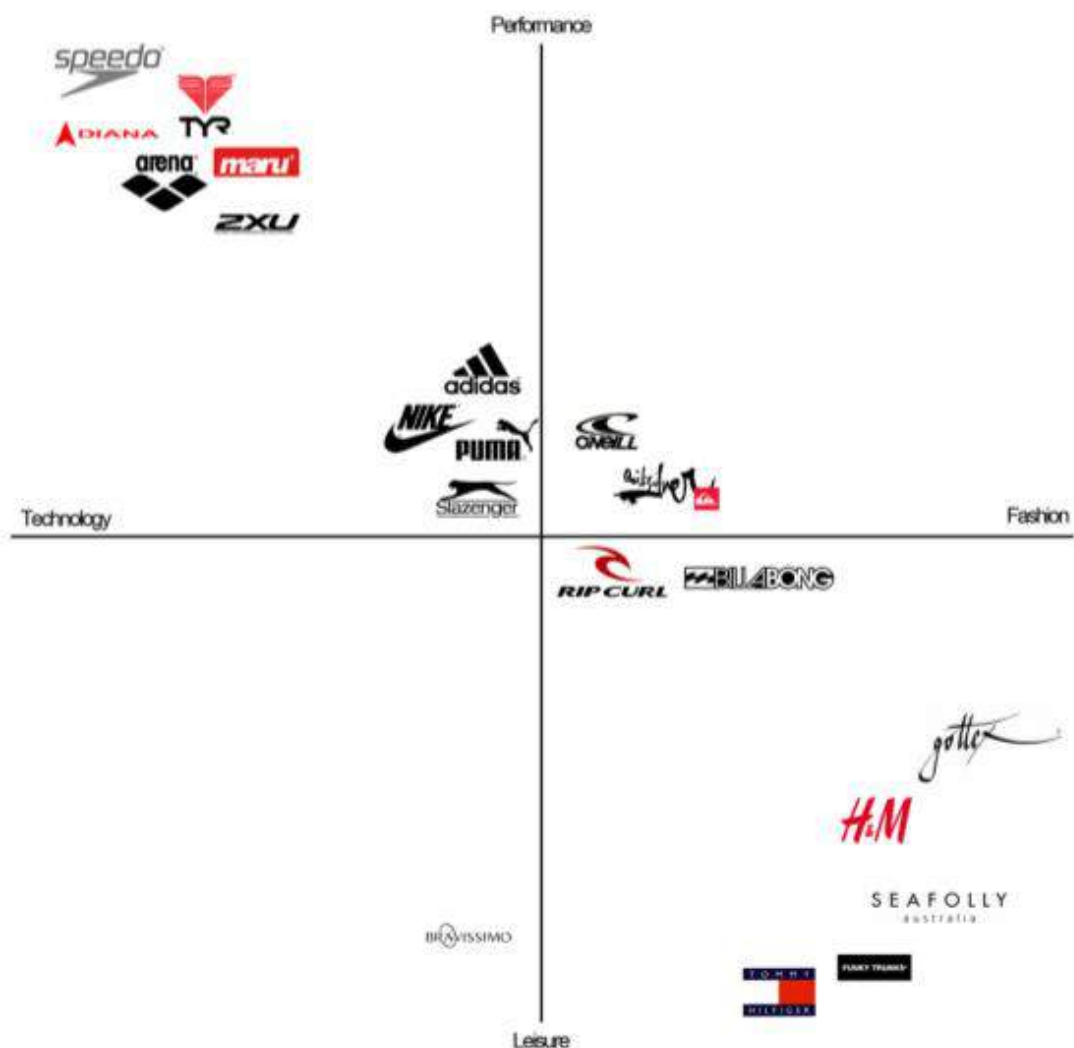 Performance
speedo
TYR
DIANA
arena
maru
2XU
adidas
NIKE
PUMA
O'NEILL
Quiksilver
Slazenger
Technology
Fashion
RIP CURL
BILLABONG
gottex
H&M
SEAFOLLY
australia
BRAVISSIMO
FUNKY TRUNKS
TOMMY
HILFIGER
Leisure